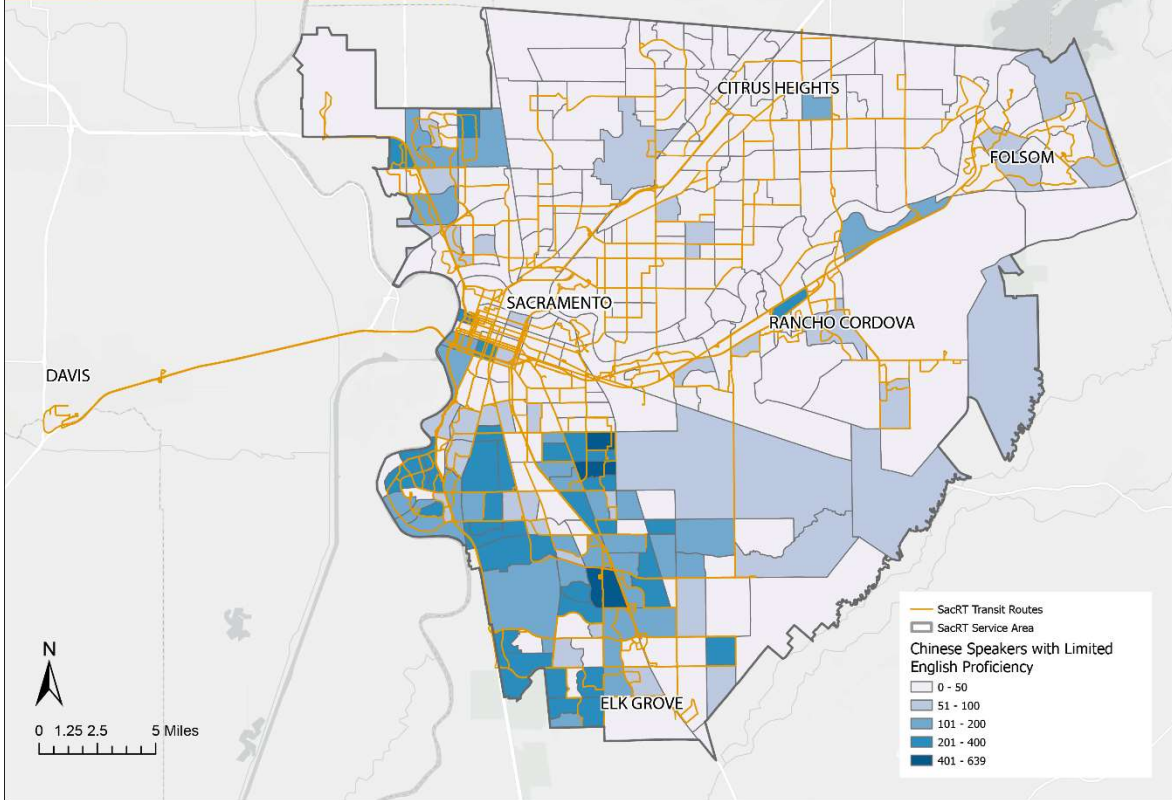 CITRUS HEIGHTS
FOLSOM
SACRAMENTO
RANCHO CORDOVA
DAVIS
ELK GROVE
N
0 1.25 2.5 5 Miles
SacRT Transit Routes
SacRT Service Area
Chinese Speakers with Limited
English Proficiency
0 - 50
51 - 100
101 - 200
201 - 400
401 - 639